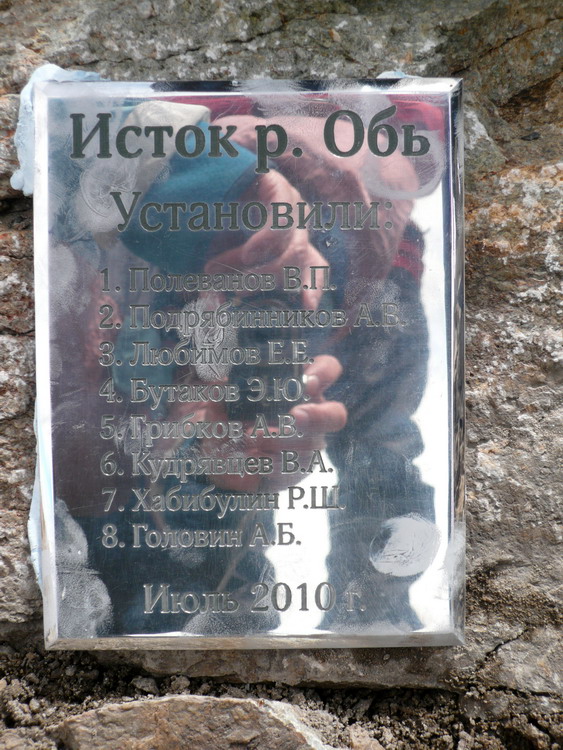 Исток р. Обь
Установили:
1. Полеванов В.П.
2. Подрябинников А.В.
3. Любимов Е.Е.
4. Бутаков Э.Ю.
5. Грибков А.В.
6. Кудрявцев В.А.
7. Хабибулин Р.Ш.
8. Головин А.Б.
Июль 2010 г.